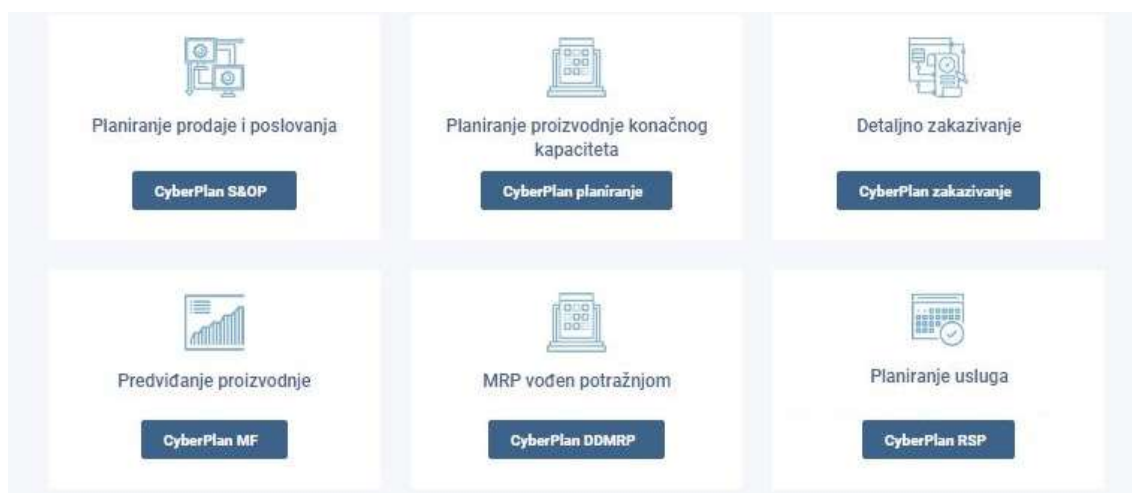 Planiranje prodaje i poslovanja
CyberPlan S&OP
Planiranje proizvodnje konačnog
kapaciteta
CyberPlan planiranje
Detaljno zakazivanje
CyberPlan zakazivanje
Predviđanje proizvodnje
CyberPlan MF
MRP vođen potražnjom
CyberPlan DDMRP
Planiranje usluga
CyberPlan RSP